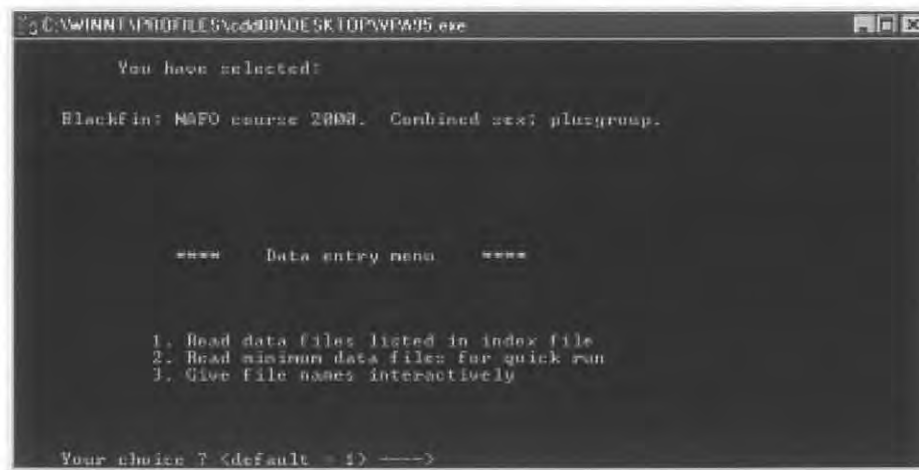 C:\WINNT\PROFILES\cdd00\DESKTOP\VPA95.exe
You have selected:
Blackfin: NAFO course 2000. Combined sex; plusgroup.
**** Data entry menu ****
1. Read data files listed in index file
2. Read minimum data files for quick run
3. Give file names interactively
Your choice ? <default = 1> ---->